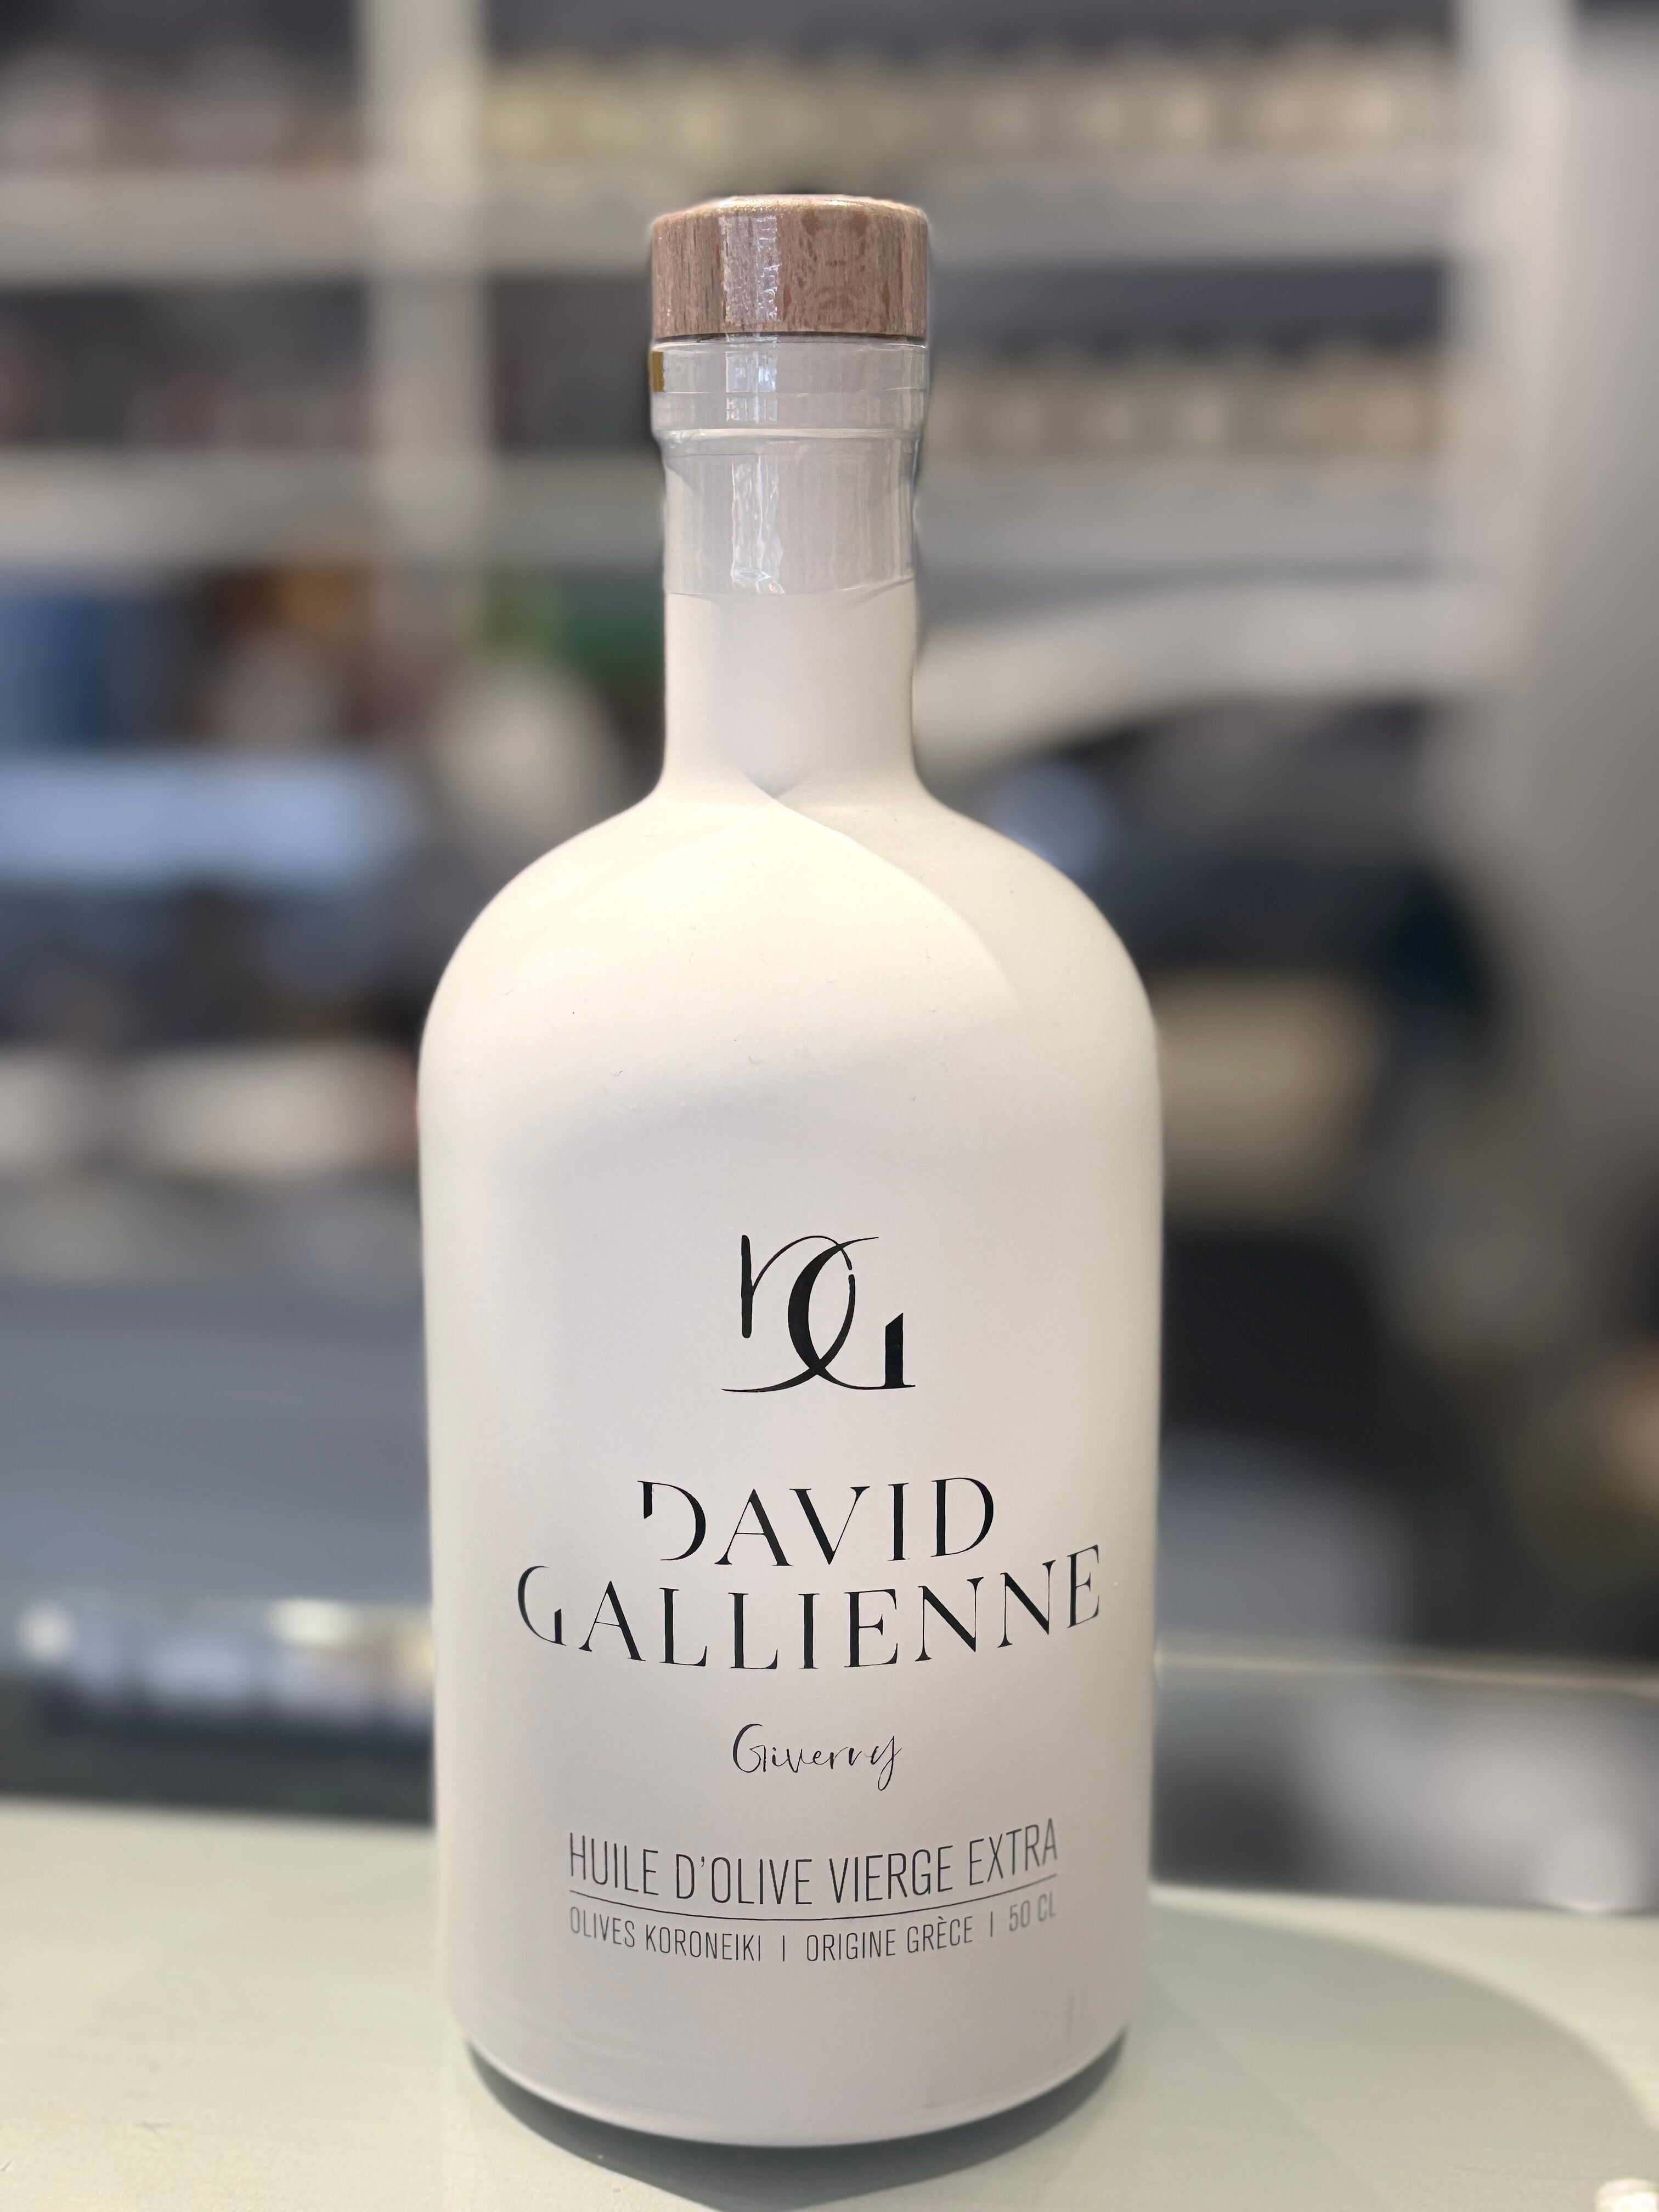 DG
DAVID
GALLIENNE
Giverny
HUILE D'OLIVE VIERGE EXTRA
OLIVES KORONEIKI | ORIGINE GRÈCE | 50 CL